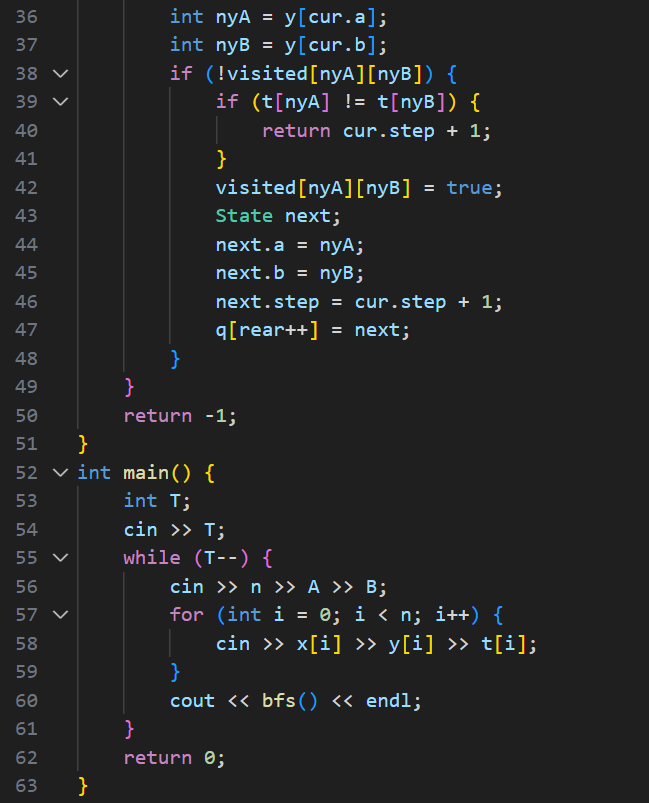 36 int nyA = y[cur.a];
37 int nyB = y[cur.b];
38 if (!visited[nyA][nyB]) {
39 if (t[nyA] != t[nyB]) {
40 return cur.step + 1;
41 }
42 visited[nyA][nyB] = true;
43 State next;
44 next.a = nyA;
45 next.b = nyB;
46 next.step = cur.step + 1;
47 q[rear++] = next;
48 }
49 }
50 return -1;
51 }
52 int main() {
53 int T;
54 cin >> T;
55 while (T--) {
56 cin >> n >> A >> B;
57 for (int i = 0; i < n; i++) {
58 cin >> x[i] >> y[i] >> t[i];
59 }
60 cout << bfs() << endl;
61 }
62 return 0;
63 }